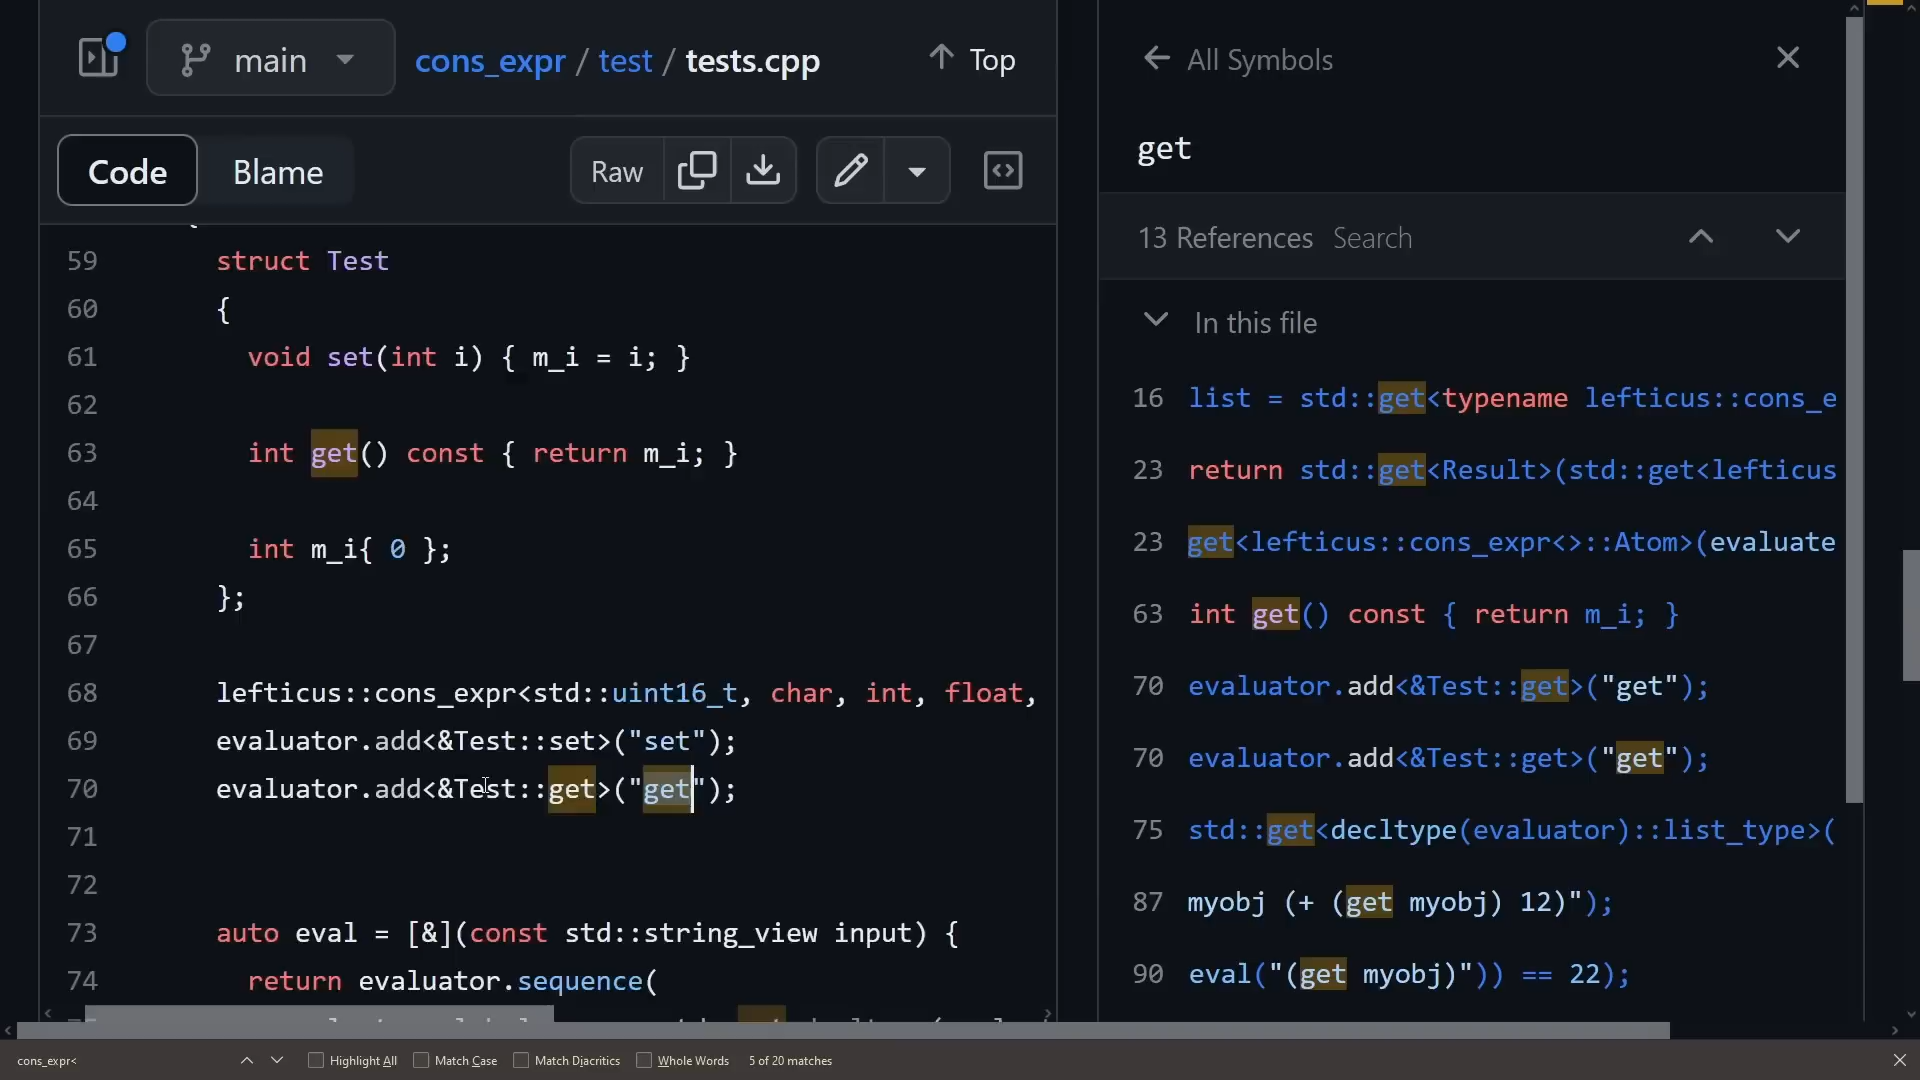 main
cons_expr / test / tests.cpp
Top
Code
Blame
Raw
59 struct Test
60 {
61 void set(int i) { m_i = i; }
62
63 int get() const { return m_i; }
64
65 int m_i{ 0 };
66 };
67
68 lefticus::cons_expr<std::uint16_t, char, int, float,
69 evaluator.add<&Test::set>("set");
70 evaluator.add<&Test::get>("get");
71
72
73 auto eval = [&](const std::string_view input) {
74 return evaluator.sequence(
All Symbols
get
13 References Search
In this file
16 list = std::get<typename lefticus::cons_e
23 return std::get<Result>(std::get<lefticus
23 get<lefticus::cons_expr<>::Atom>(evaluate
63 int get() const { return m_i; }
70 evaluator.add<&Test::get>("get");
70 evaluator.add<&Test::get>("get");
75 std::get<decltype(evaluator)::list_type>(
87 myobj (+ (get myobj) 12)");
90 eval("(get myobj)")) == 22);
cons_expr<
Highlight All
Match Case
Match Diacritics
Whole Words
5 of 20 matches